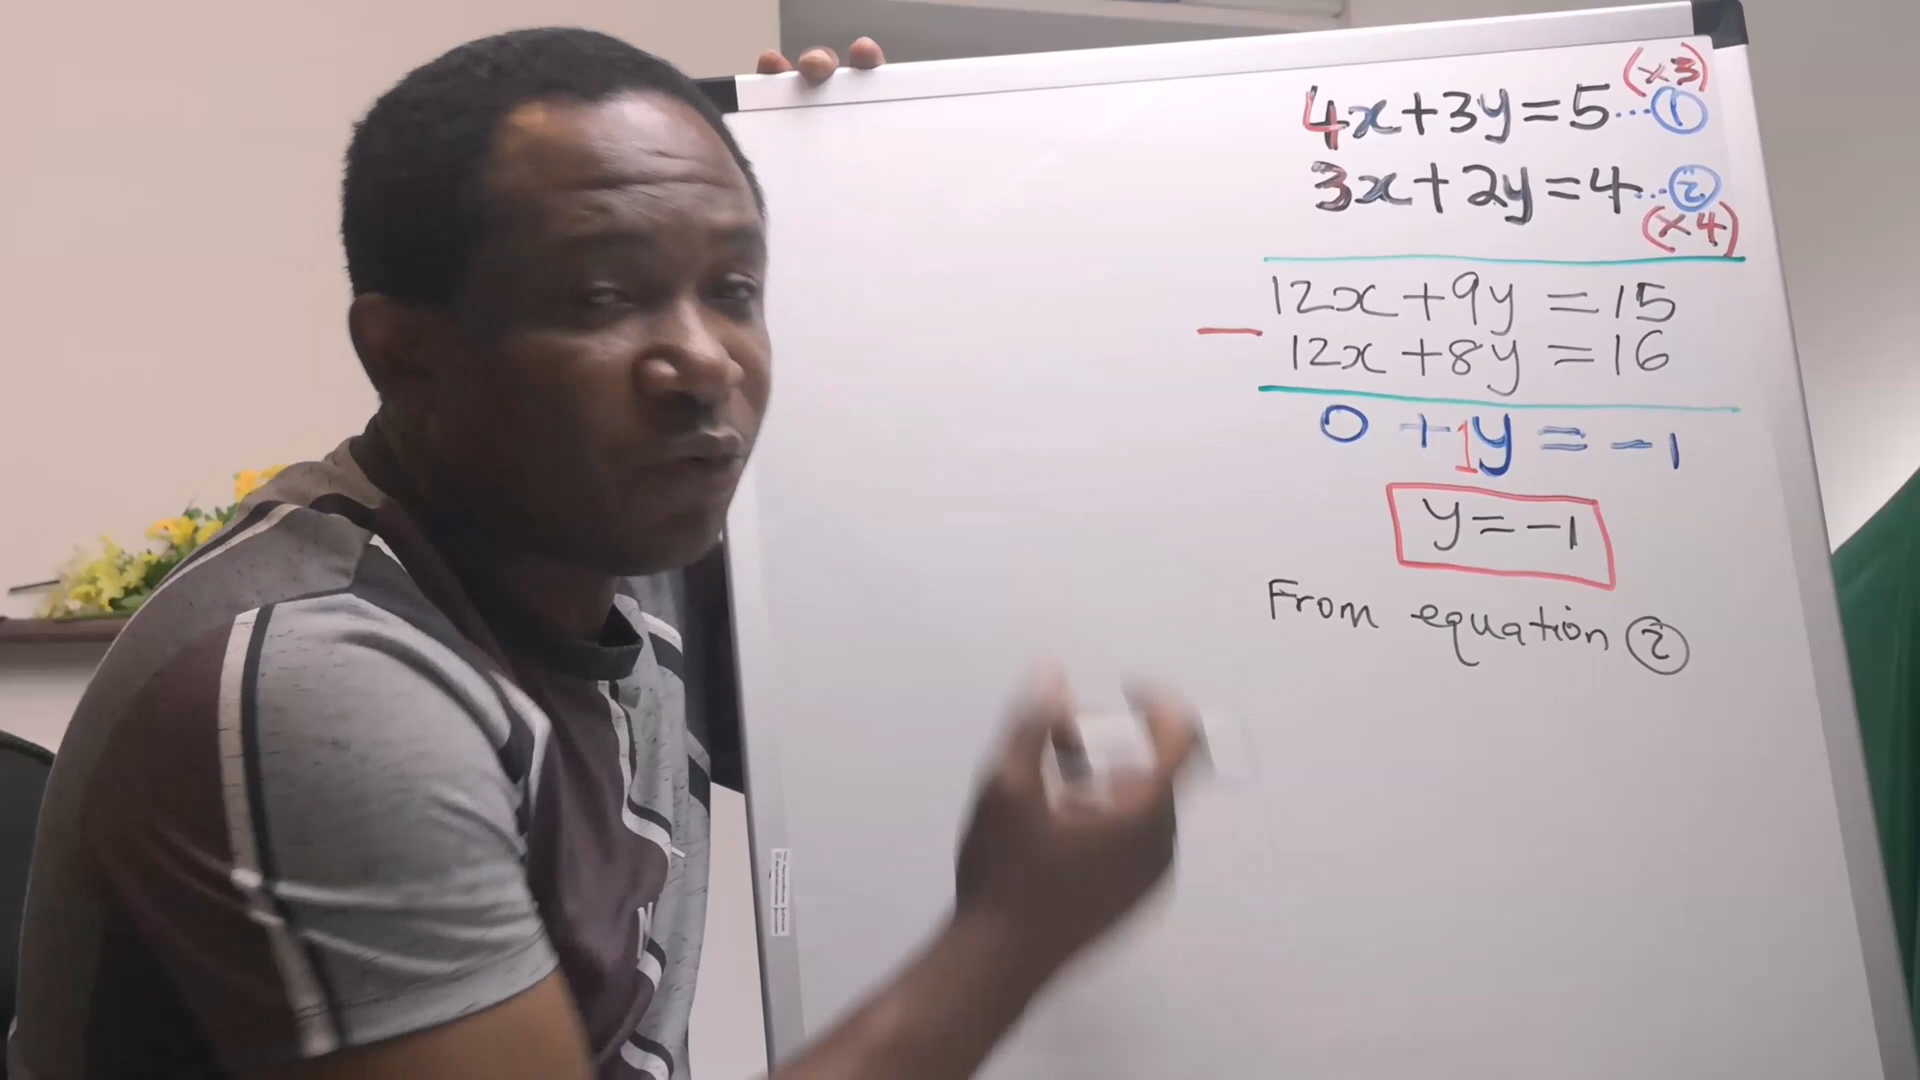 (×3)
4x+3y=5...①
3x+2y=4...②
(×4)
12x+9y=15
− 12x+8y=16
0+1y=-1
y=-1
From equation ②